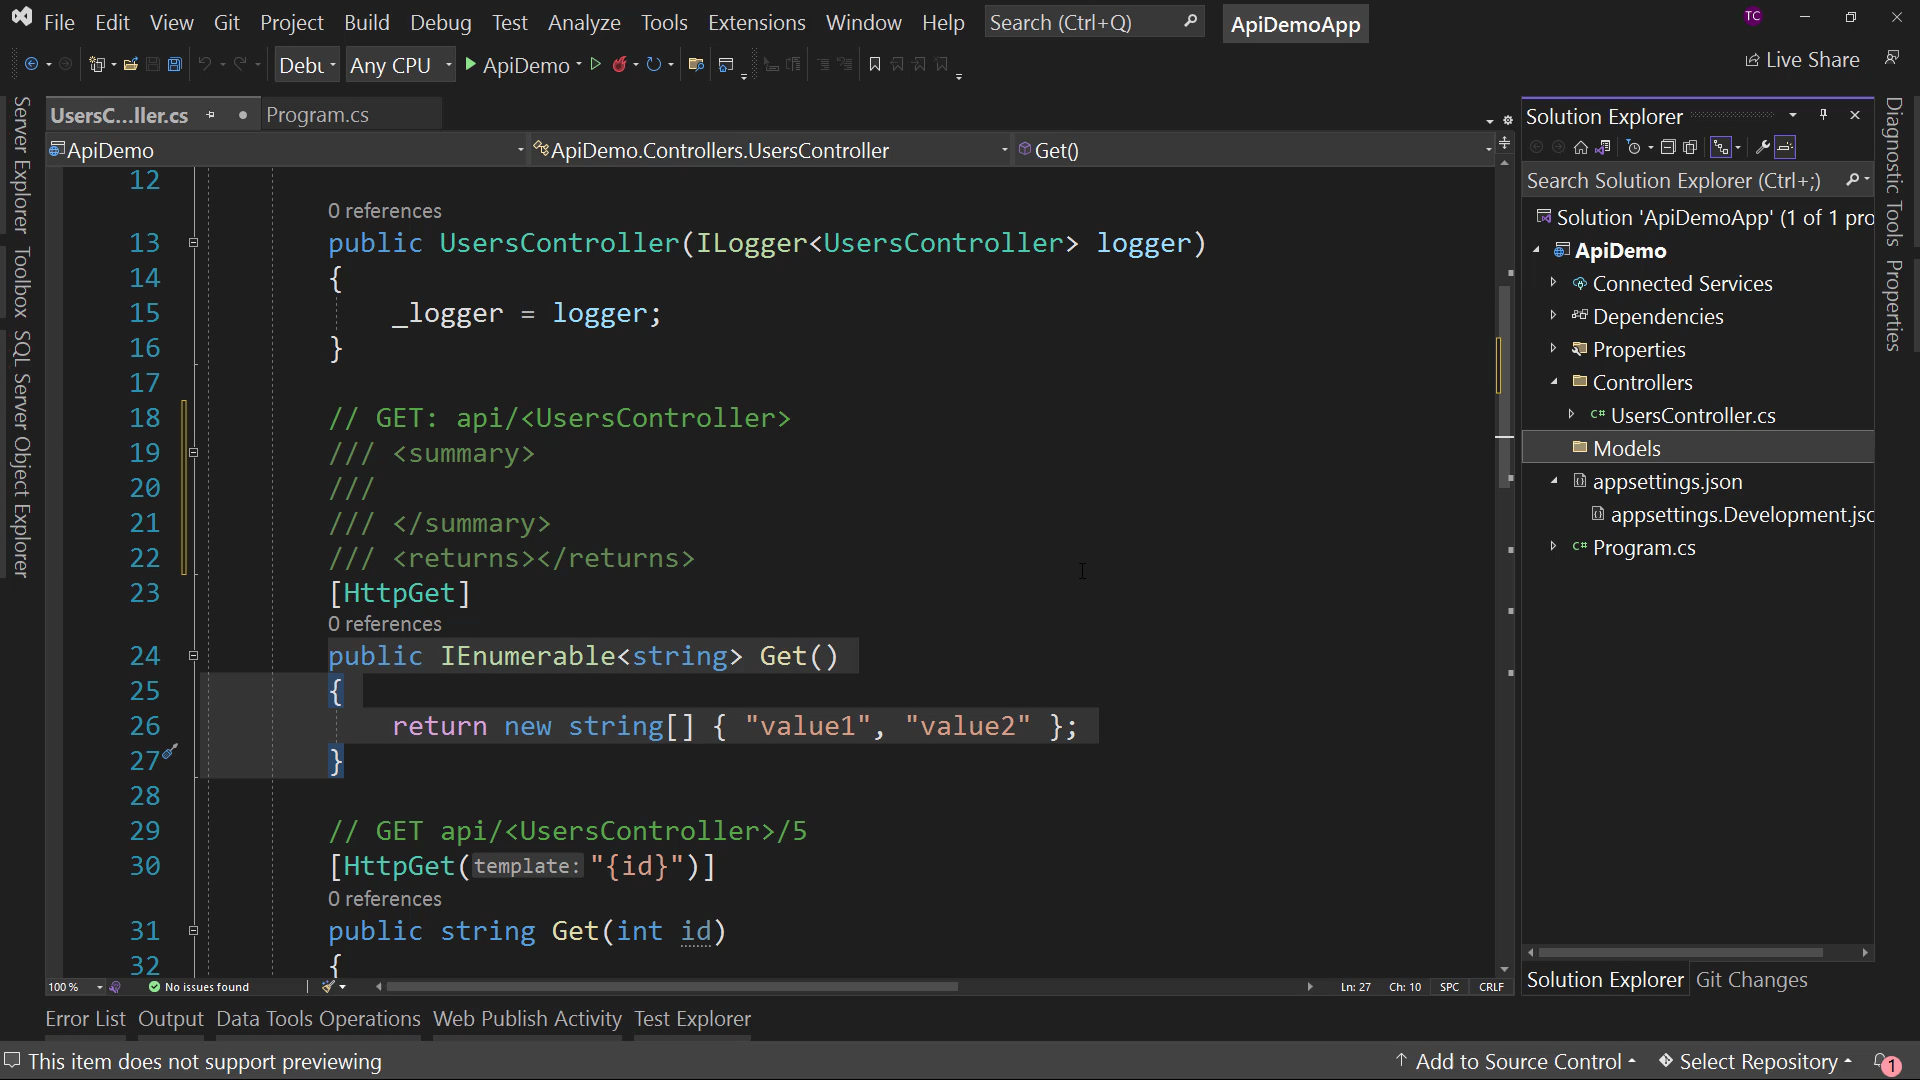 File Edit View Git Project Build Debug Test Analyze Tools Extensions Window Help Search (Ctrl+Q) ApiDemoApp TC
Debu Any CPU ApiDemo Live Share
UsersC...ller.cs Program.cs
ApiDemo ApiDemo.Controllers.UsersController Get()
Server Explorer
Toolbox
SQL Server Object Explorer
12
0 references
13 public UsersController(ILogger<UsersController> logger)
14 {
15 _logger = logger;
16 }
17
18 // GET: api/<UsersController>
19 /// <summary>
20 ///
21 /// </summary>
22 /// <returns></returns>
23 [HttpGet]
0 references
24 public IEnumerable<string> Get()
25 {
26 return new string[] { "value1", "value2" };
27 }
28
29 // GET api/<UsersController>/5
30 [HttpGet(template: "{id}")]
0 references
31 public string Get(int id)
32 {
100 % No issues found Ln: 27 Ch: 10 SPC CRLF
Solution Explorer
Search Solution Explorer (Ctrl+;)
Solution 'ApiDemoApp' (1 of 1 pro
ApiDemo
Connected Services
Dependencies
Properties
Controllers
C# UsersController.cs
Models
appsettings.json
appsettings.Development.jsc
C# Program.cs
Solution Explorer Git Changes
Diagnostic Tools
Properties
Error List Output Data Tools Operations Web Publish Activity Test Explorer
This item does not support previewing Add to Source Control Select Repository 1